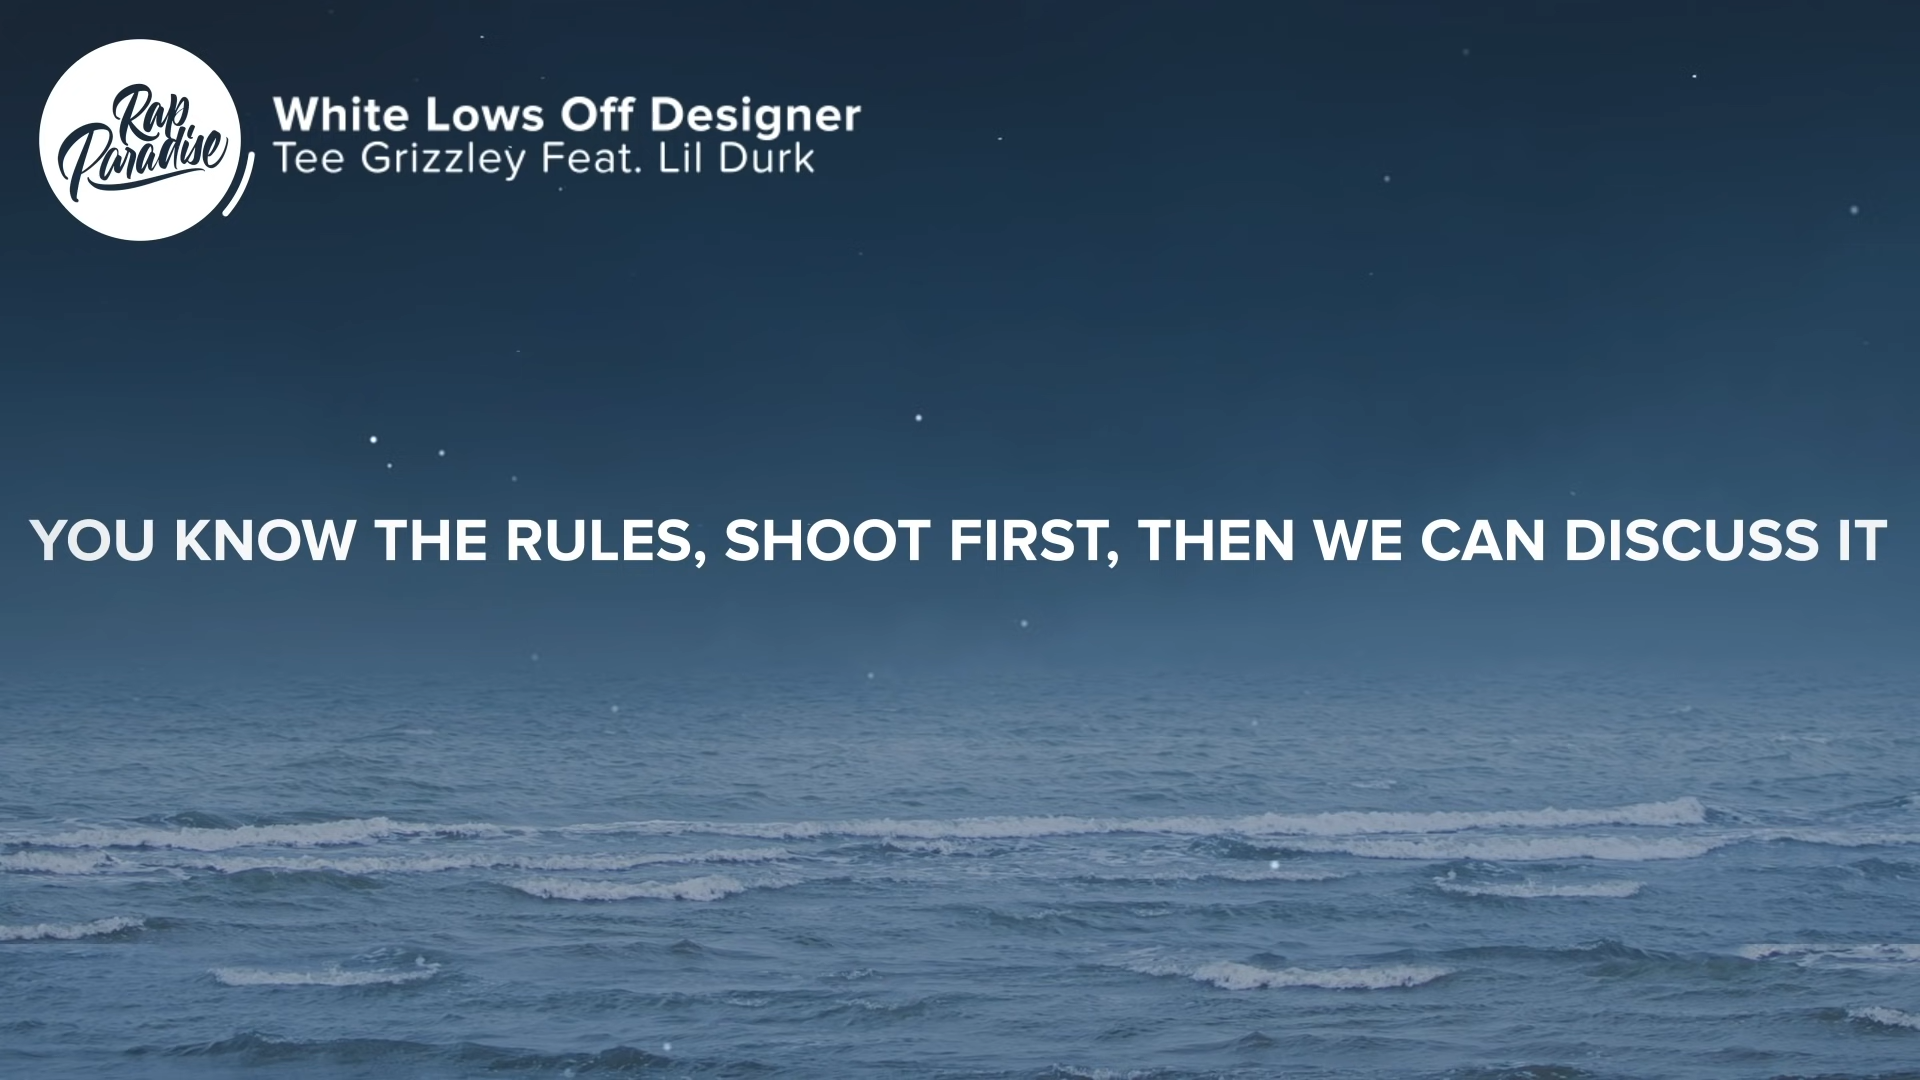 Rap
Paradise
White Lows Off Designer
Tee Grizzley Feat. Lil Durk
YOU KNOW THE RULES, SHOOT FIRST, THEN WE CAN DISCUSS IT